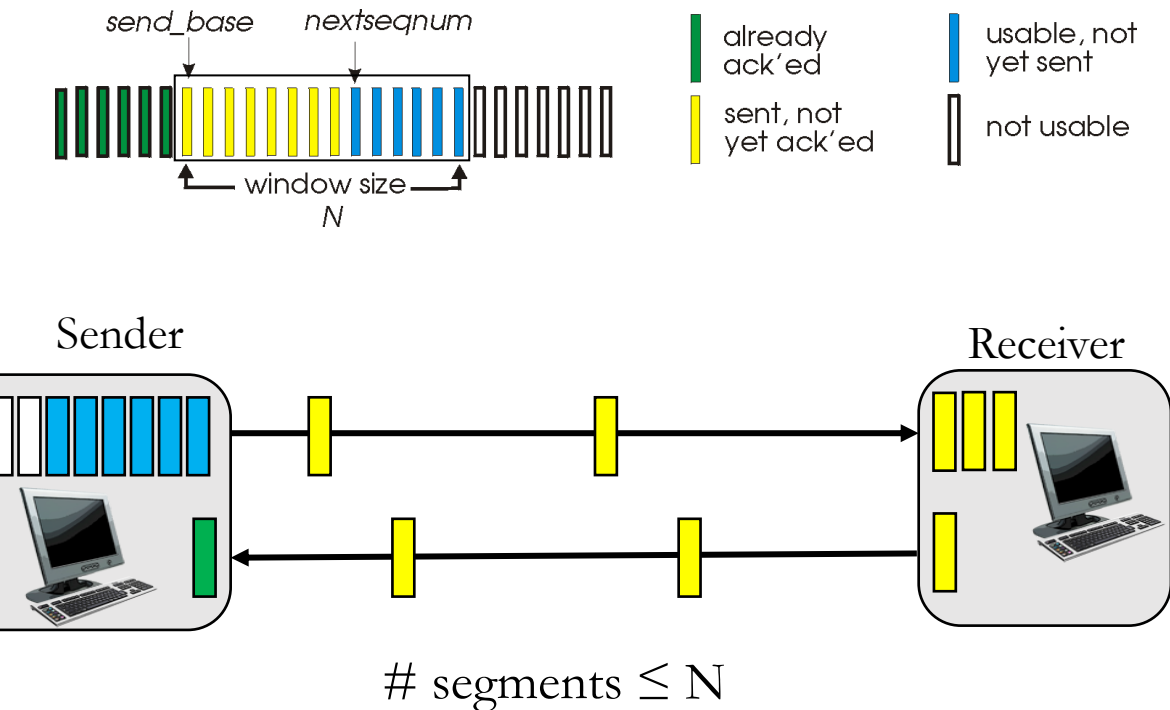 send_base
nextseqnum
already
ack'ed
usable, not
yet sent
sent, not
yet ack'ed
not usable
window size
N
Sender
Receiver
# segments ≤ N